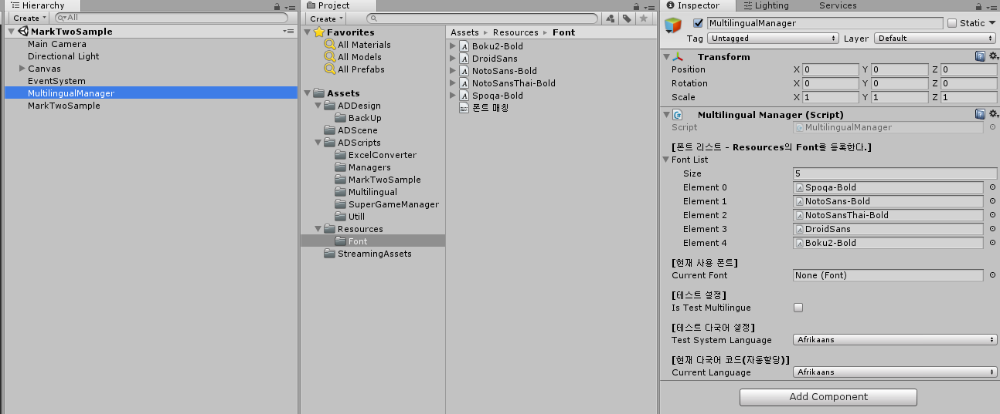 Hierarchy
Create
All
MarkTwoSample
Main Camera
Directional Light
Canvas
EventSystem
MultilingualManager
MarkTwoSample
Project
Create
Favorites
All Materials
All Models
All Prefabs
Assets
ADDesign
BackUp
ADScene
ADScripts
ExcelConverter
Managers
MarkTwoSample
Multilingual
SuperGameManager
Utill
Resources
Font
StreamingAssets
Assets ▸ Resources ▸ Font
Boku2-Bold
DroidSans
NotoSans-Bold
NotoSansThai-Bold
Spoqa-Bold
폰트 매칭
Inspector Lighting Services
MultilingualManager Static
Tag Untagged Layer Default
Transform
Position X 0 Y 0 Z 0
Rotation X 0 Y 0 Z 0
Scale X 1 Y 1 Z 1
Multilingual Manager (Script)
Script MultilingualManager
[폰트 리스트 - Resources의 Font를 등록한다.]
Font List
Size 5
Element 0 Spoqa-Bold
Element 1 NotoSans-Bold
Element 2 NotoSansThai-Bold
Element 3 DroidSans
Element 4 Boku2-Bold
[현재 사용 폰트]
Current Font None (Font)
[테스트 설정]
Is Test Multilingue
[테스트 다국어 설정]
Test System Language Afrikaans
[현재 다국어 코드(자동할당)]
Current Language Afrikaans
Add Component